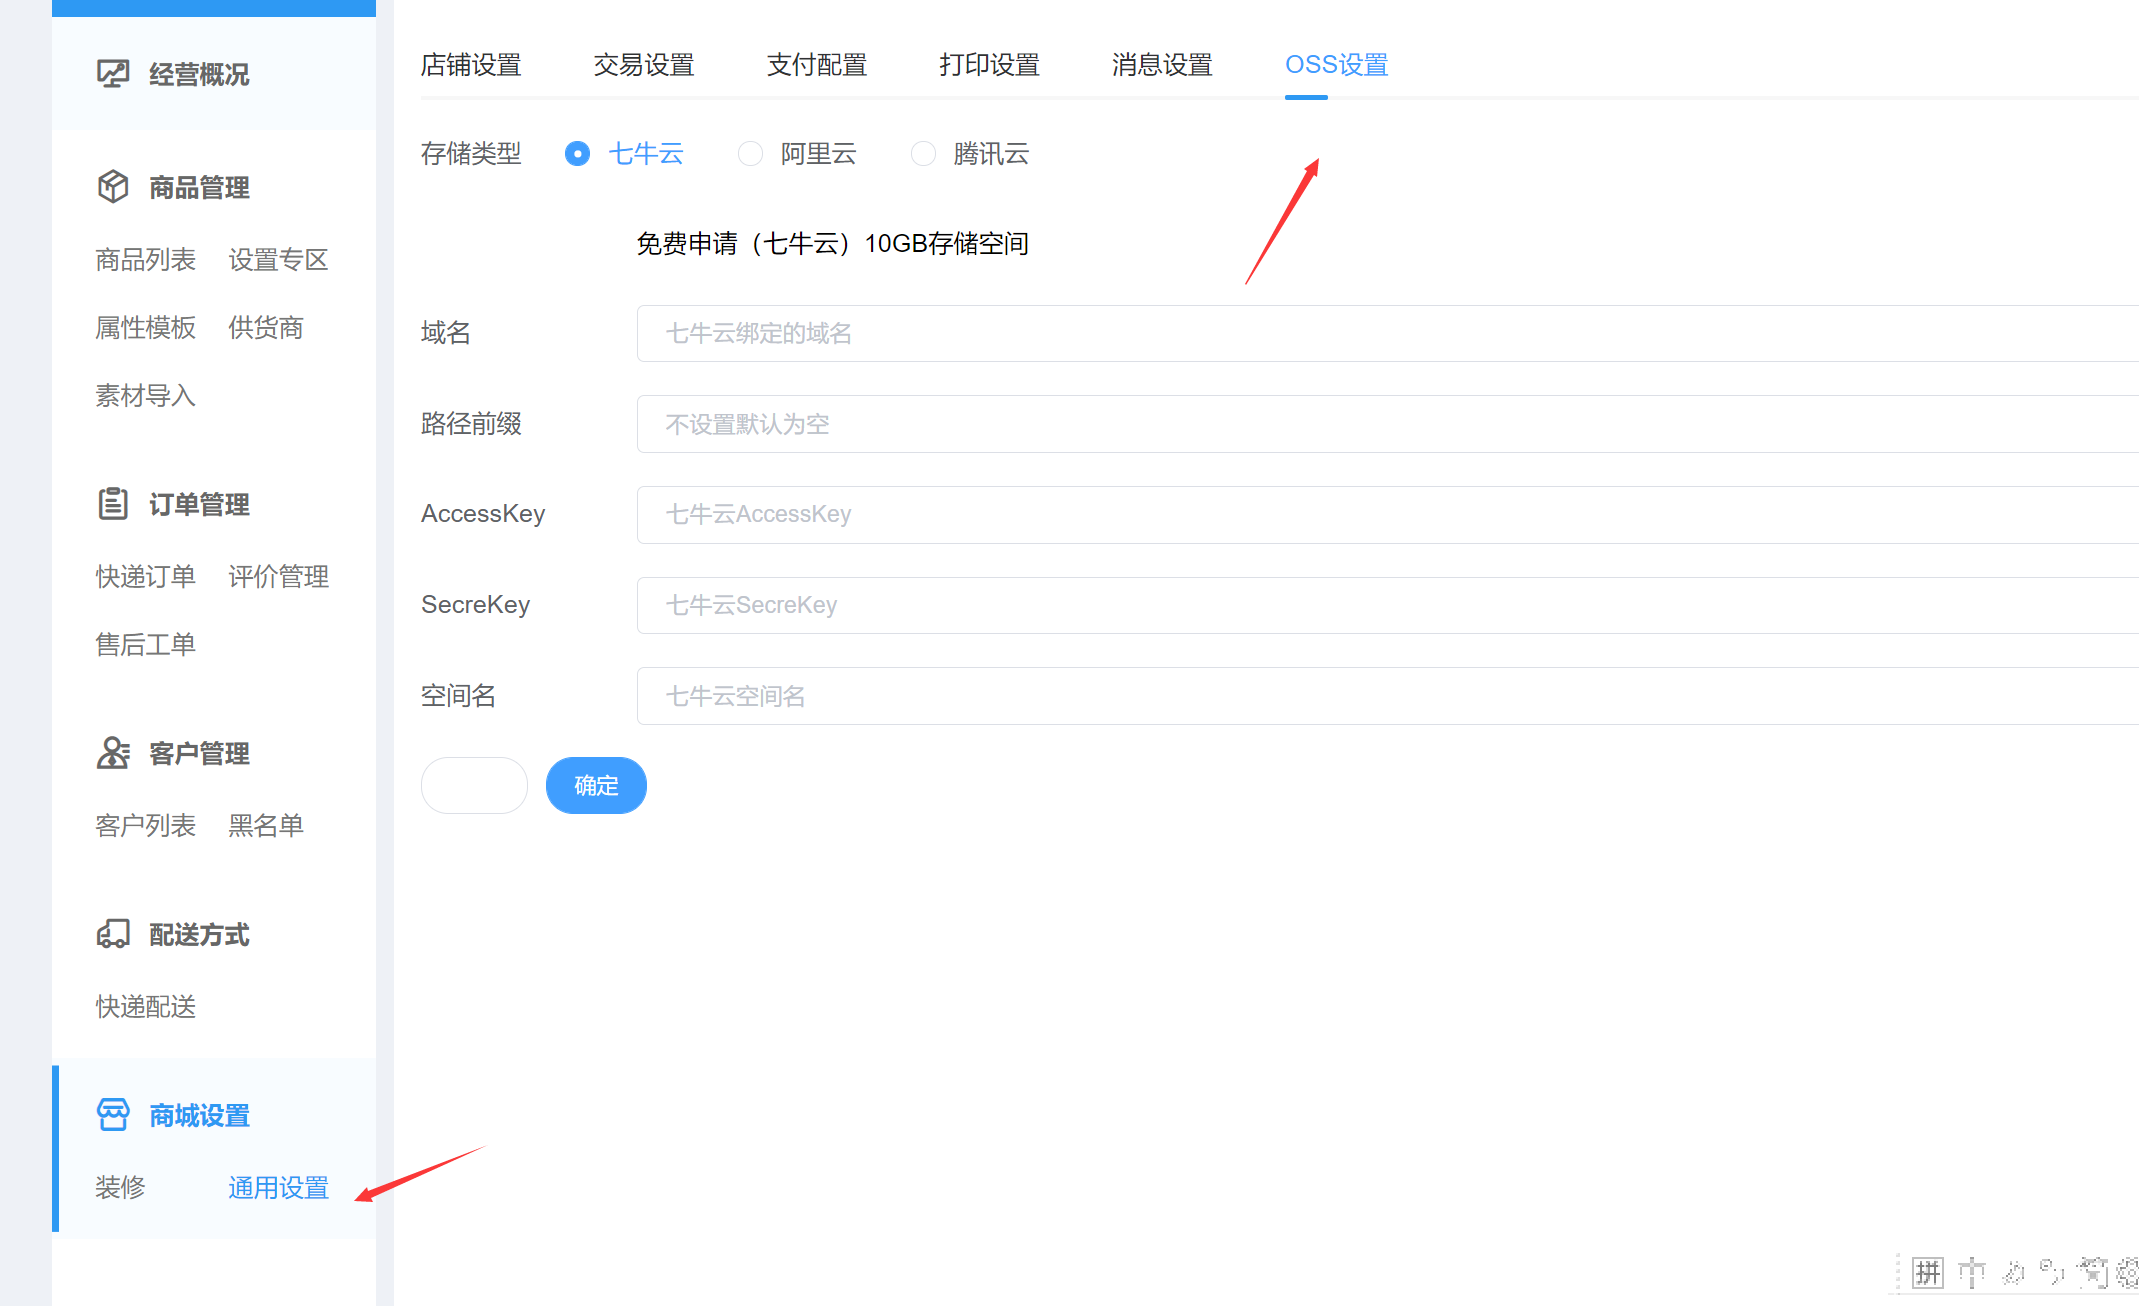 经营概况
商品管理
商品列表 设置专区
属性模板 供货商
素材导入
订单管理
快递订单 评价管理
售后工单
客户管理
客户列表 黑名单
配送方式
快递配送
商城设置
装修 通用设置
店铺设置 交易设置 支付配置 打印设置 消息设置 OSS设置
存储类型 七牛云 阿里云 腾讯云
免费申请（七牛云）10GB存储空间
域名 七牛云绑定的域名
路径前缀 不设置默认为空
AccessKey 七牛云AccessKey
SecreKey 七牛云SecreKey
空间名 七牛云空间名
确定
拼 中 简